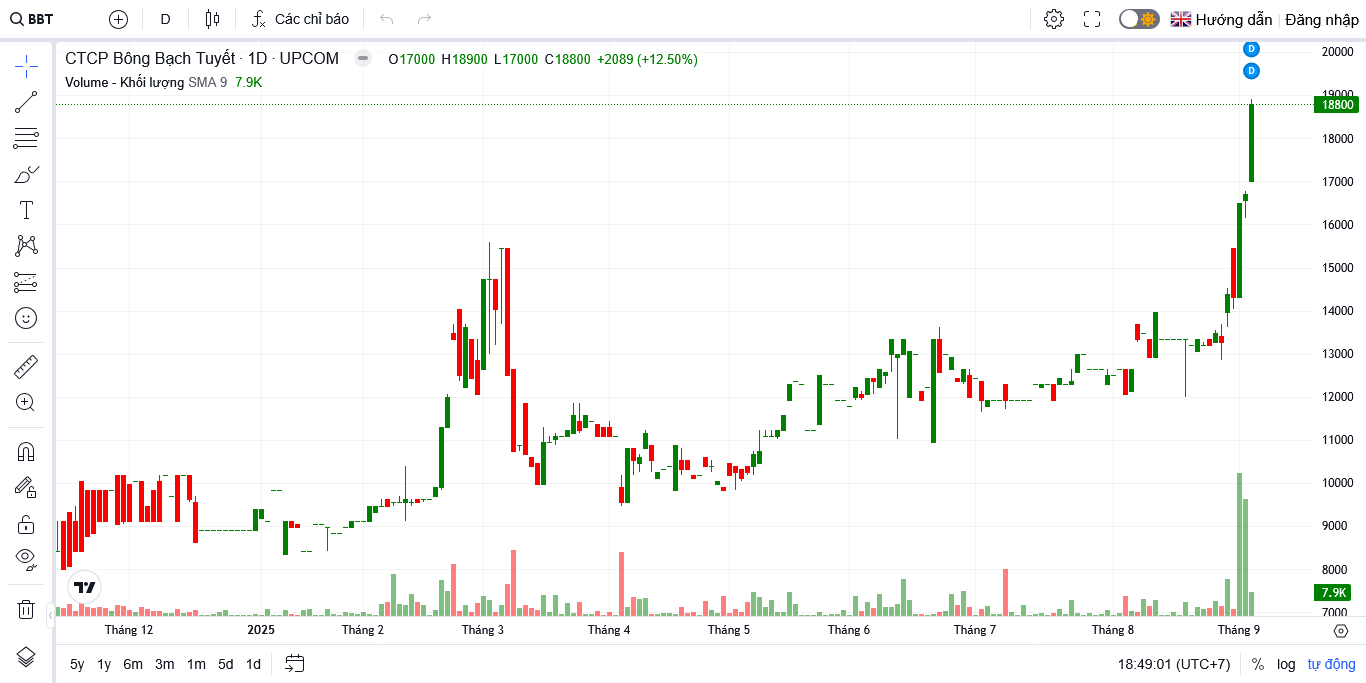 BBT
D
Các chỉ báo
Hướng dẫn
Đăng nhập
CTCP Bông Bạch Tuyết · 1D · UPCOM O17000 H18900 L17000 C18800 +2089 (+12.50%)
Volume - Khối lượng SMA 9 7.9K
D
D
20000
19000
18800
18000
17000
16000
15000
14000
13000
12000
11000
10000
9000
8000
7.9K
7000
Tháng 12 2025 Tháng 2 Tháng 3 Tháng 4 Tháng 5 Tháng 6 Tháng 7 Tháng 8 Tháng 9
5y 1y 6m 3m 1m 5d 1d 18:49:01 (UTC+7) % log tự động